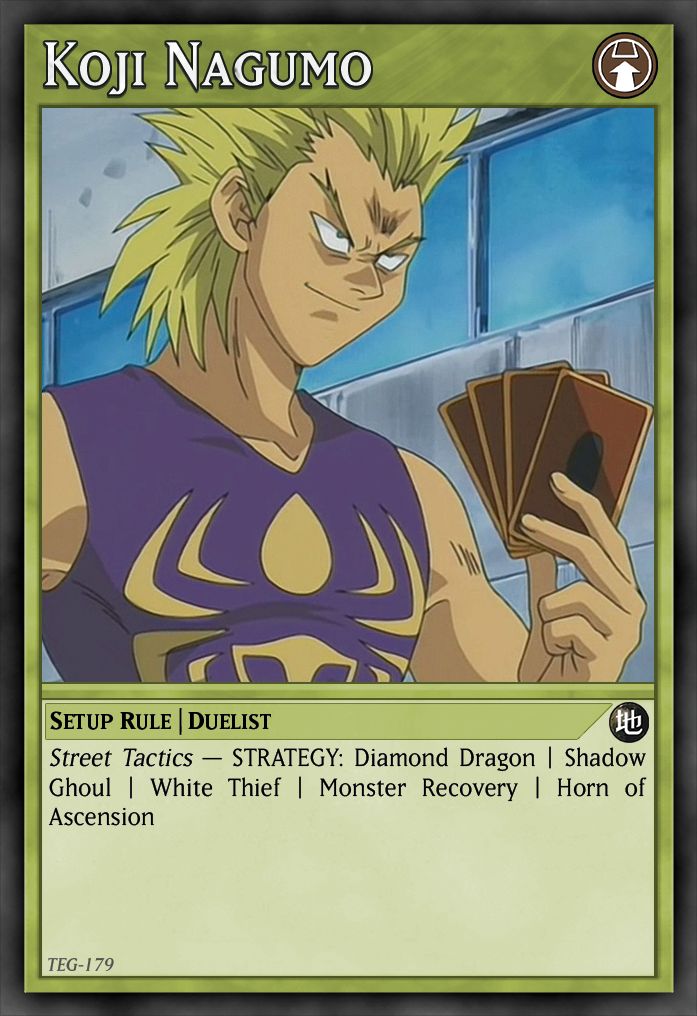 Koji Nagumo
Setup Rule | Duelist
Street Tactics — STRATEGY: Diamond Dragon | Shadow
Ghoul | White Thief | Monster Recovery | Horn of
Ascension
TEG-179